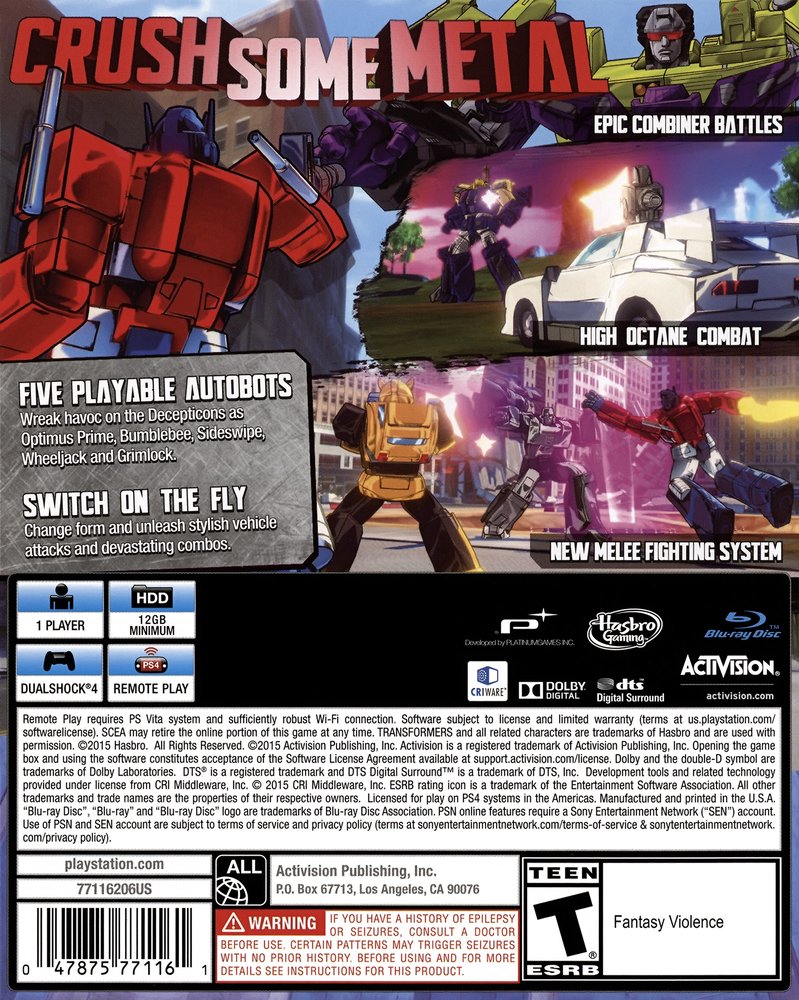 CRUSH SOME METAL
EPIC COMBINER BATTLES
HIGH OCTANE COMBAT
FIVE PLAYABLE AUTOBOTS
Wreak havoc on the Decepticons as
Optimus Prime, Bumblebee, Sideswipe,
Wheeljack and Grimlock.
SWITCH ON THE FLY
Change form and unleash stylish vehicle
attacks and devastating combos.
NEW MELEE FIGHTING SYSTEM
1 PLAYER
HDD
12GB
MINIMUM
DUALSHOCK®4
PS4
REMOTE PLAY
P
Developed by PLATINUMGAMES INC.
Hasbro
Gaming™
Blu-ray Disc™
CRIWARE™
DOLBY
DIGITAL
dts
Digital Surround
ACTIVISION®
activision.com
Remote Play requires PS Vita system and sufficiently robust Wi-Fi connection. Software subject to license and limited warranty (terms at us.playstation.com/
softwarelicense). SCEA may retire the online portion of this game at any time. TRANSFORMERS and all related characters are trademarks of Hasbro and are used with
permission. ©2015 Hasbro. All Rights Reserved. ©2015 Activision Publishing, Inc. Activision is a registered trademark of Activision Publishing, Inc. Opening the game
box and using the software constitutes acceptance of the Software License Agreement available at support.activision.com/license. Dolby and the double-D symbol are
trademarks of Dolby Laboratories. DTS® is a registered trademark and DTS Digital Surround™ is a trademark of DTS, Inc. Development tools and related technology
provided under license from CRI Middleware, Inc. © 2015 CRI Middleware, Inc. ESRB rating icon is a trademark of the Entertainment Software Association. All other
trademarks and trade names are the properties of their respective owners. Licensed for play on PS4 systems in the Americas. Manufactured and printed in the U.S.A.
"Blu-ray Disc", "Blu-ray" and "Blu-ray Disc" logo are trademarks of Blu-ray Disc Association. PSN online features require a Sony Entertainment Network ("SEN") account.
Use of PSN and SEN account are subject to terms of service and privacy policy (terms at sonyentertainmentnetwork.com/terms-of-service & sonytentertainmentnetwork.
com/privacy policy).
playstation.com
77116206US
0 47875 77116 1
ALL
Activision Publishing, Inc.
P.O. Box 67713, Los Angeles, CA 90076
WARNING IF YOU HAVE A HISTORY OF EPILEPSY
OR SEIZURES, CONSULT A DOCTOR
BEFORE USE. CERTAIN PATTERNS MAY TRIGGER SEIZURES
WITH NO PRIOR HISTORY. BEFORE USING AND FOR MORE
DETAILS SEE INSTRUCTIONS FOR THIS PRODUCT.
TEEN
T
®
ESRB
Fantasy Violence